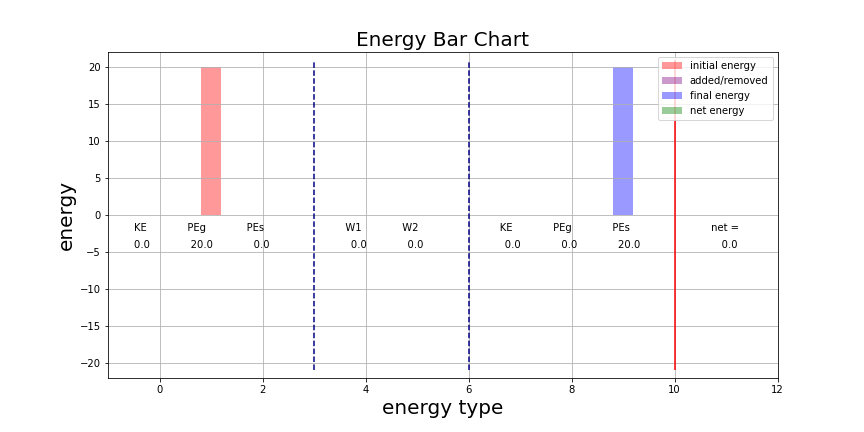 Energy Bar Chart
initial energy
added/removed
final energy
net energy
20
15
10
5
0
−5
−10
−15
−20
energy
KE PEg PEs W1 W2 KE PEg PEs net =
0.0 20.0 0.0 0.0 0.0 0.0 0.0 20.0 0.0
0 2 4 6 8 10 12
energy type